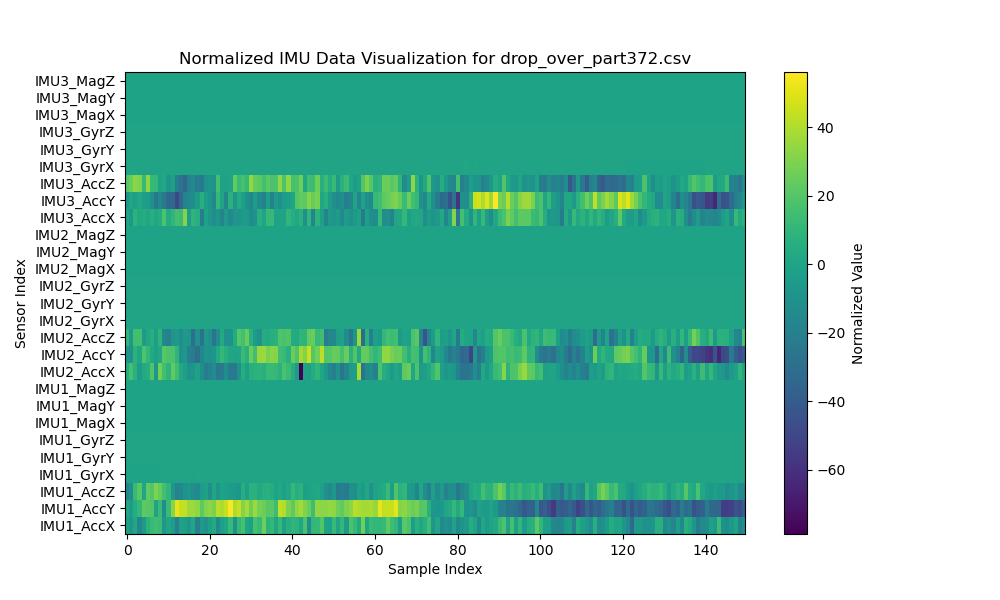 Normalized IMU Data Visualization for drop_over_part372.csv
IMU3_MagZ
IMU3_MagY
IMU3_MagX
IMU3_GyrZ
IMU3_GyrY
IMU3_GyrX
IMU3_AccZ
IMU3_AccY
IMU3_AccX
IMU2_MagZ
IMU2_MagY
IMU2_MagX
IMU2_GyrZ
IMU2_GyrY
IMU2_GyrX
IMU2_AccZ
IMU2_AccY
IMU2_AccX
IMU1_MagZ
IMU1_MagY
IMU1_MagX
IMU1_GyrZ
IMU1_GyrY
IMU1_GyrX
IMU1_AccZ
IMU1_AccY
IMU1_AccX
Sensor Index
0 20 40 60 80 100 120 140
Sample Index
40
20
0
−20
−40
−60
Normalized Value